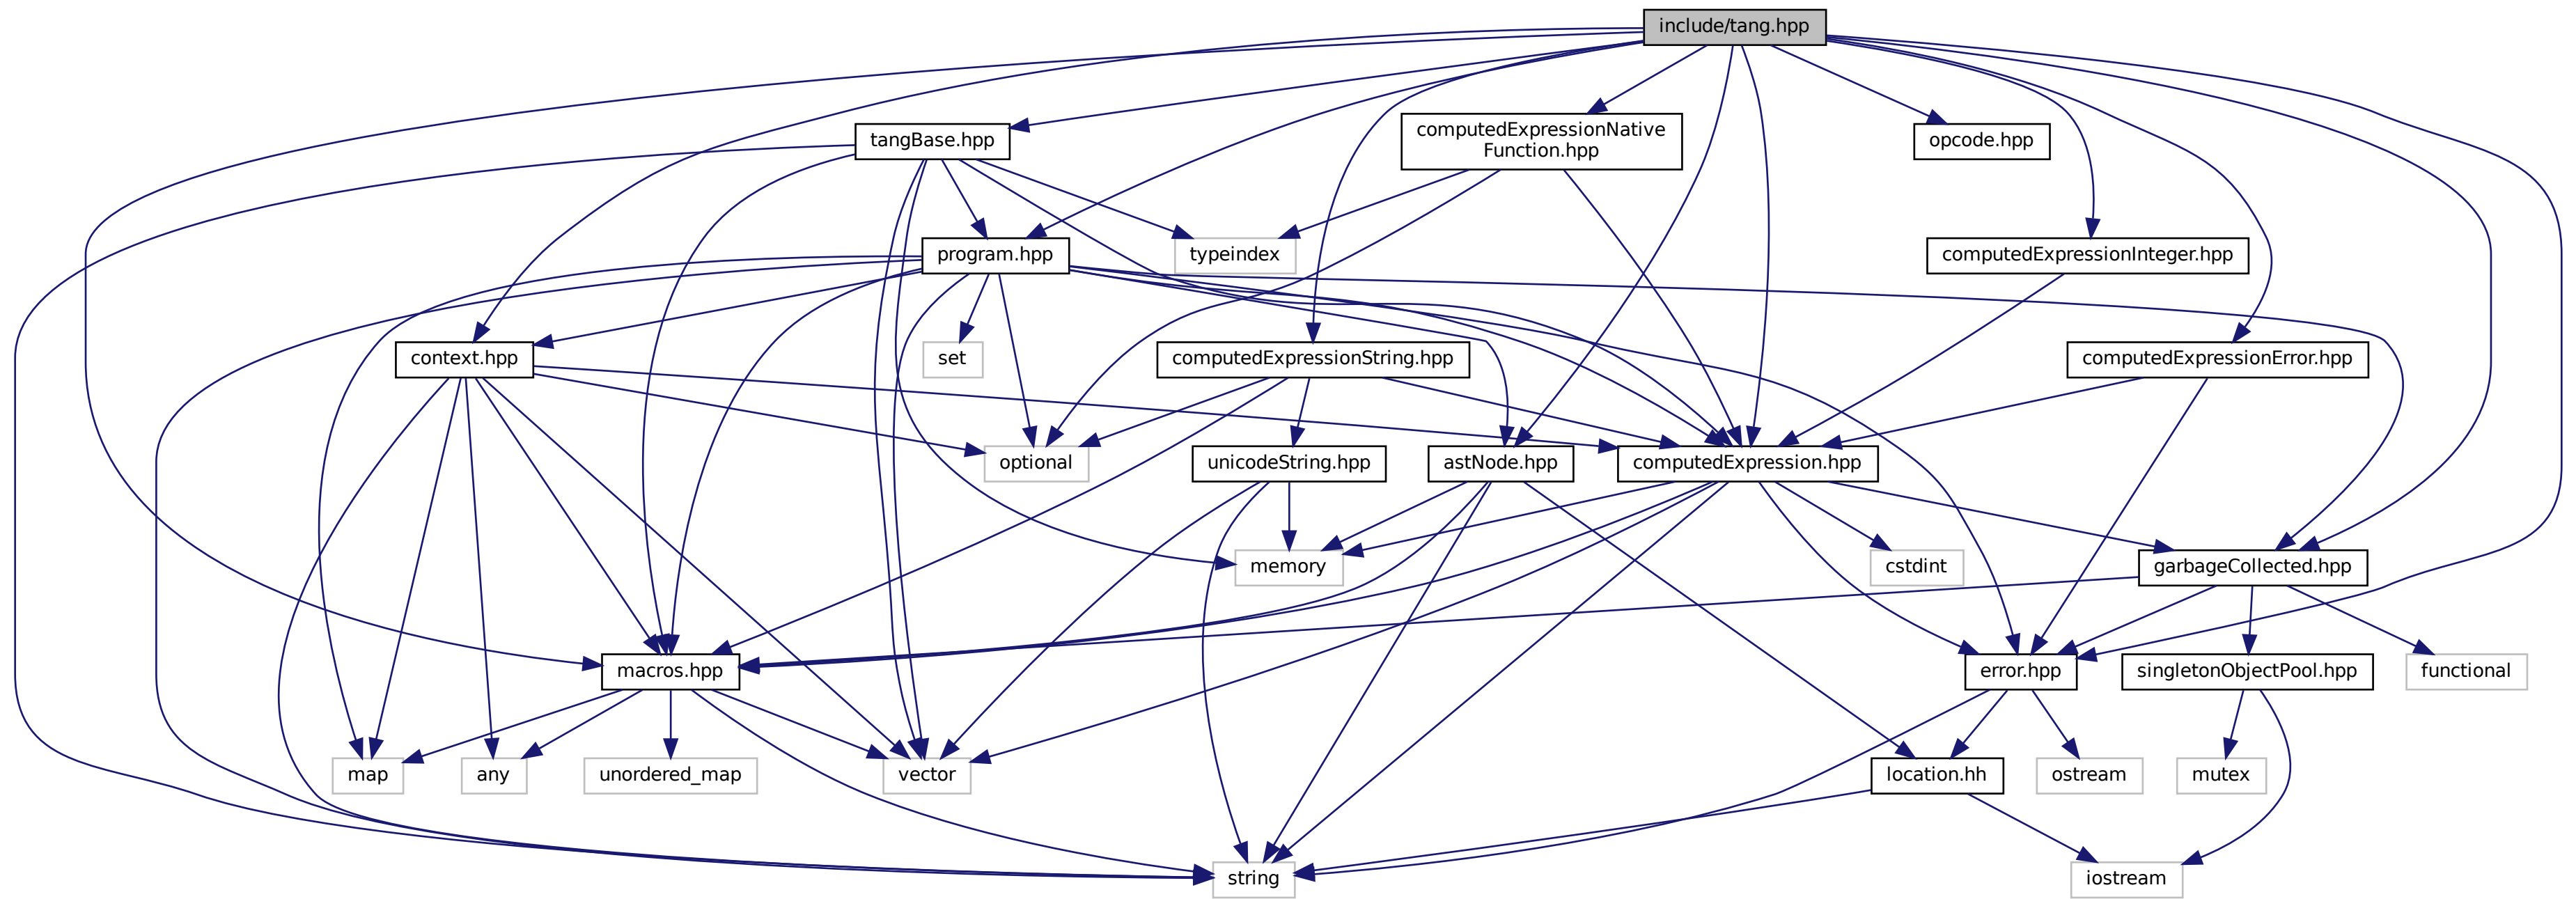 include/tang.hpp
tangBase.hpp
computedExpressionNative
Function.hpp
opcode.hpp
program.hpp
typeindex
computedExpressionInteger.hpp
context.hpp
set
computedExpressionString.hpp
computedExpressionError.hpp
optional
unicodeString.hpp
astNode.hpp
computedExpression.hpp
memory
cstdint
garbageCollected.hpp
macros.hpp
error.hpp
singletonObjectPool.hpp
functional
map
any
unordered_map
vector
location.hh
ostream
mutex
string
iostream